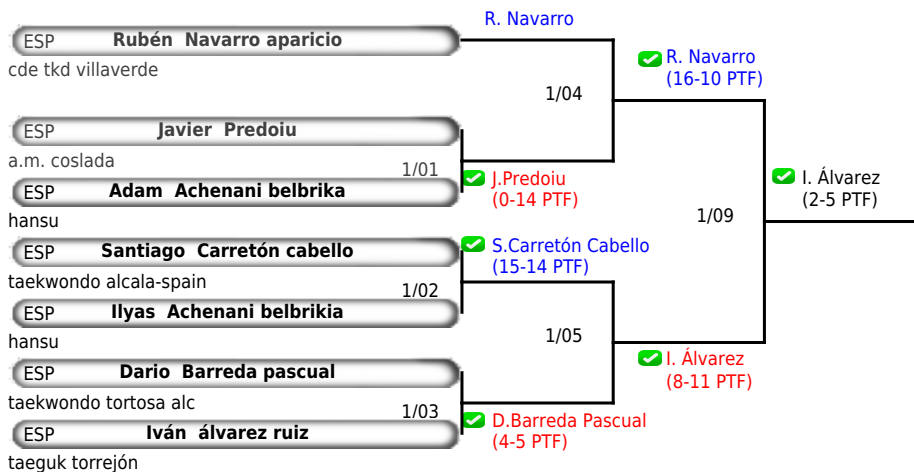 R. Navarro
ESP Rubén Navarro aparicio
cde tkd villaverde
R. Navarro
(16-10 PTF)
1/04
ESP Javier Predoiu
a.m. coslada
1/01
J.Predoiu
(0-14 PTF)
ESP Adam Achenani belbrika
hansu
I. Álvarez
(2-5 PTF)
1/09
ESP Santiago Carretón cabello
taekwondo alcala-spain
S.Carretón Cabello
(15-14 PTF)
1/02
ESP Ilyas Achenani belbrikia
hansu
1/05
I. Álvarez
(8-11 PTF)
ESP Dario Barreda pascual
taekwondo tortosa alc
1/03
D.Barreda Pascual
(4-5 PTF)
ESP Iván álvarez ruiz
taeguk torrejón